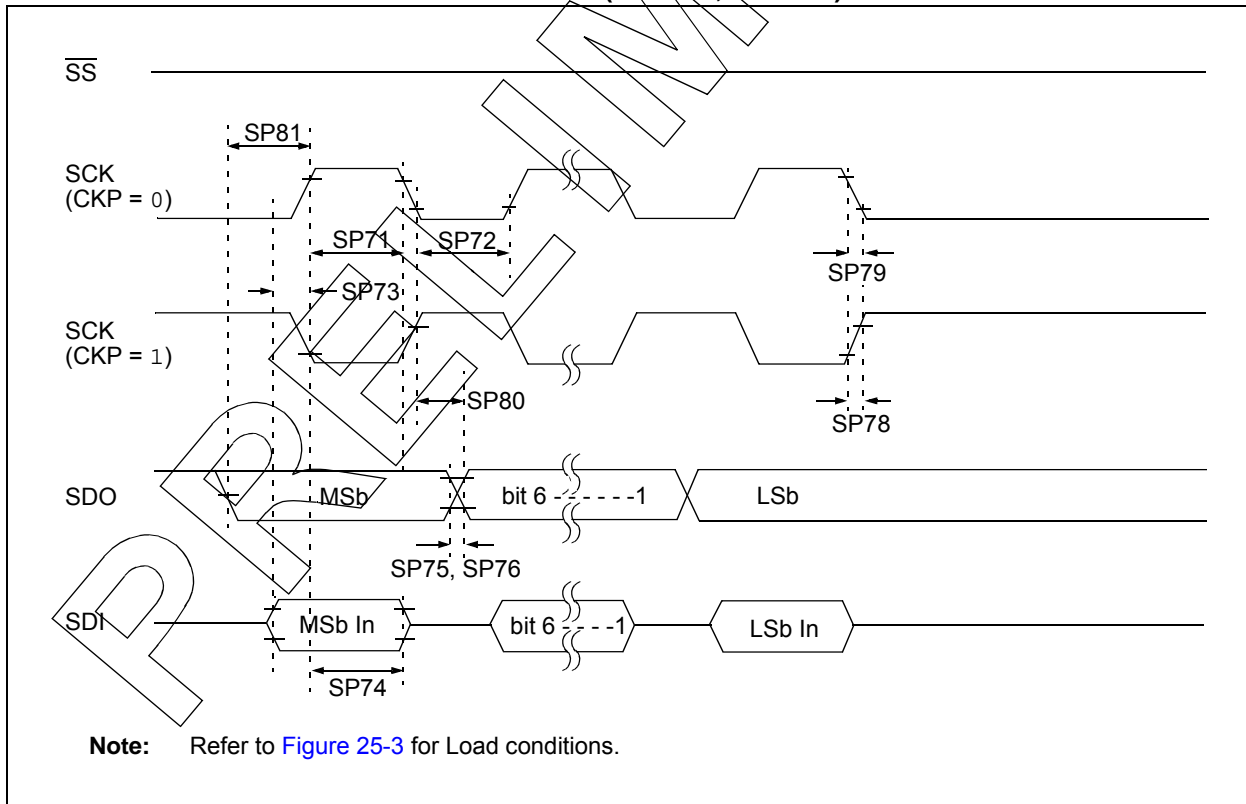 SS
SP81
SCK
(CKP = 0)
SP71
SP72
SP79
SP73
SCK
(CKP = 1)
SP80
SP78
SDO
MSb
bit 6 - - - - - -1
LSb
SP75, SP76
SDI
MSb In
bit 6 - - - -1
LSb In
SP74
Note: Refer to Figure 25-3 for Load conditions.
PRELIM